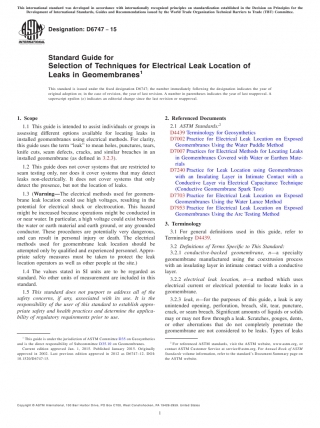 This international standard was developed in accordance with internationally recognized principles on standardization established in the Decision on Principles for the
Development of International Standards, Guides and Recommendations issued by the World Trade Organization Technical Barriers to Trade (TBT) Committee.
Designation: D6747 − 15
Standard Guide for
Selection of Techniques for Electrical Leak Location of
Leaks in Geomembranes1
This standard is issued under the fixed designation D6747; the number immediately following the designation indicates the year of
original adoption or, in the case of revision, the year of last revision. A number in parentheses indicates the year of last reapproval. A
superscript epsilon (ε) indicates an editorial change since the last revision or reapproval.
1. Scope
1.1 This guide is intended to assist individuals or groups in
assessing different options available for locating leaks in
installed geomembranes using electrical methods. For clarity,
this guide uses the term “leak” to mean holes, punctures, tears,
knife cuts, seam defects, cracks, and similar breaches in an
installed geomembrane (as defined in 3.2.3).
1.2 This guide does not cover systems that are restricted to
seam testing only, nor does it cover systems that may detect
leaks non-electrically. It does not cover systems that only
detect the presence, but not the location of leaks.
1.3 (Warning—The electrical methods used for geomem-
brane leak location could use high voltages, resulting in the
potential for electrical shock or electrocution. This hazard
might be increased because operations might be conducted in
or near water. In particular, a high voltage could exist between
the water or earth material and earth ground, or any grounded
conductor. These procedures are potentially very dangerous,
and can result in personal injury or death. The electrical
methods used for geomembrane leak location should be
attempted only by qualified and experienced personnel. Appro-
priate safety measures must be taken to protect the leak
location operators as well as other people at the site.)
1.4 The values stated in SI units are to be regarded as
standard. No other units of measurement are included in this
standard.
1.5 This standard does not purport to address all of the
safety concerns, if any, associated with its use. It is the
responsibility of the user of this standard to establish appro-
priate safety and health practices and determine the applica-
bility of regulatory requirements prior to use.
1 This guide is under the jurisdiction of ASTM Committee D35 on Geosynthetics
and is the direct responsibility of Subcommittee D35.10 on Geomembranes.
Current edition approved Jan. 1, 2015. Published January 2015. Originally
approved in 2002. Last previous edition approved in 2012 as D6747–12. DOI:
10.1520/D6747-15.
2. Referenced Documents
2.1 ASTM Standards:2
D4439 Terminology for Geosynthetics
D7002 Practice for Electrical Leak Location on Exposed
Geomembranes Using the Water Puddle Method
D7007 Practices for Electrical Methods for Locating Leaks
in Geomembranes Covered with Water or Earthen Mate-
rials
D7240 Practice for Leak Location using Geomembranes
with an Insulating Layer in Intimate Contact with a
Conductive Layer via Electrical Capacitance Technique
(Conductive Geomembrane Spark Test)
D7703 Practice for Electrical Leak Location on Exposed
Geomembranes Using the Water Lance Method
D7953 Practice for Electrical Leak Location on Exposed
Geomembranes Using the Arc Testing Method
3. Terminology
3.1 For general definitions used in this guide, refer to
Terminology D4439.
3.2 Definitions of Terms Specific to This Standard:
3.2.1 conductive-backed geomembrane, n—a specialty
geomembrane manufactured using the coextrusion process
with an insulating layer in intimate contact with a conductive
layer.
3.2.2 electrical leak location, n—a method which uses
electrical current or electrical potential to locate leaks in a
geomembrane.
3.2.3 leak, n—for the purposes of this guide, a leak is any
unintended opening, perforation, breach, slit, tear, puncture,
crack, or seam breach. Significant amounts of liquids or solids
may or may not flow through a leak. Scratches, gouges, dents,
or other aberrations that do not completely penetrate the
geomembrane are not considered to be leaks. Types of leaks
2 For referenced ASTM standards, visit the ASTM website, www.astm.org, or
contact ASTM Customer Service at service@astm.org. For Annual Book of ASTM
Standards volume information, refer to the standard’s Document Summary page on
the ASTM website.
Copyright © ASTM International, 100 Barr Harbor Drive, PO Box C700, West Conshohocken, PA 19428-2959. United States
1